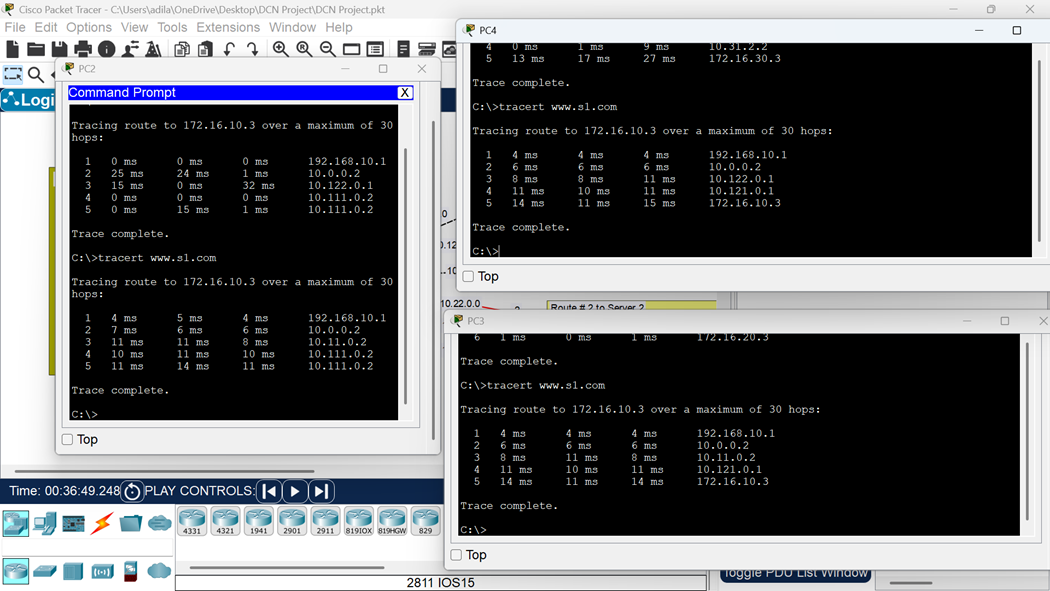 Cisco Packet Tracer - C:\Users\adila\OneDrive\Desktop\DCN Project\DCN Project.pkt
File Edit Options View Tools Extensions Window Help
PC2
Command Prompt X
Tracing route to 172.16.10.3 over a maximum of 30
hops:
1 0 ms 0 ms 0 ms 192.168.10.1
2 25 ms 24 ms 1 ms 10.0.0.2
3 15 ms 0 ms 32 ms 10.122.0.1
4 0 ms 0 ms 0 ms 10.111.0.2
5 0 ms 15 ms 1 ms 10.111.0.2
Trace complete.
C:\>tracert www.sl.com
Tracing route to 172.16.10.3 over a maximum of 30
hops:
1 4 ms 5 ms 4 ms 192.168.10.1
2 7 ms 6 ms 6 ms 10.0.0.2
3 11 ms 11 ms 8 ms 10.11.0.2
4 10 ms 11 ms 10 ms 10.111.0.2
5 11 ms 14 ms 11 ms 10.111.0.2
Trace complete.
C:\>
Top
PC4
4 0 ms 1 ms 9 ms 10.31.2.2
5 13 ms 17 ms 27 ms 172.16.30.3
Trace complete.
C:\>tracert www.sl.com
Tracing route to 172.16.10.3 over a maximum of 30 hops:
1 4 ms 4 ms 4 ms 192.168.10.1
2 6 ms 6 ms 6 ms 10.0.0.2
3 8 ms 8 ms 11 ms 10.122.0.1
4 11 ms 10 ms 11 ms 10.121.0.1
5 14 ms 11 ms 15 ms 172.16.10.3
Trace complete.
C:\>
Top
10.22.0.0
Route # 2 to Server 2
PC3
6 1 ms 0 ms 1 ms 172.16.20.3
Trace complete.
C:\>tracert www.sl.com
Tracing route to 172.16.10.3 over a maximum of 30 hops:
1 4 ms 4 ms 4 ms 192.168.10.1
2 6 ms 6 ms 6 ms 10.0.0.2
3 8 ms 11 ms 8 ms 10.11.0.2
4 11 ms 10 ms 11 ms 10.121.0.1
5 14 ms 11 ms 14 ms 172.16.10.3
Trace complete.
C:\>
Top
Logi
Time: 00:36:49.248 PLAY CONTROLS:
4331 4321 1941 2901 2911 819IOX 819HGW 829
2811 IOS15
Toggle PDU List Window